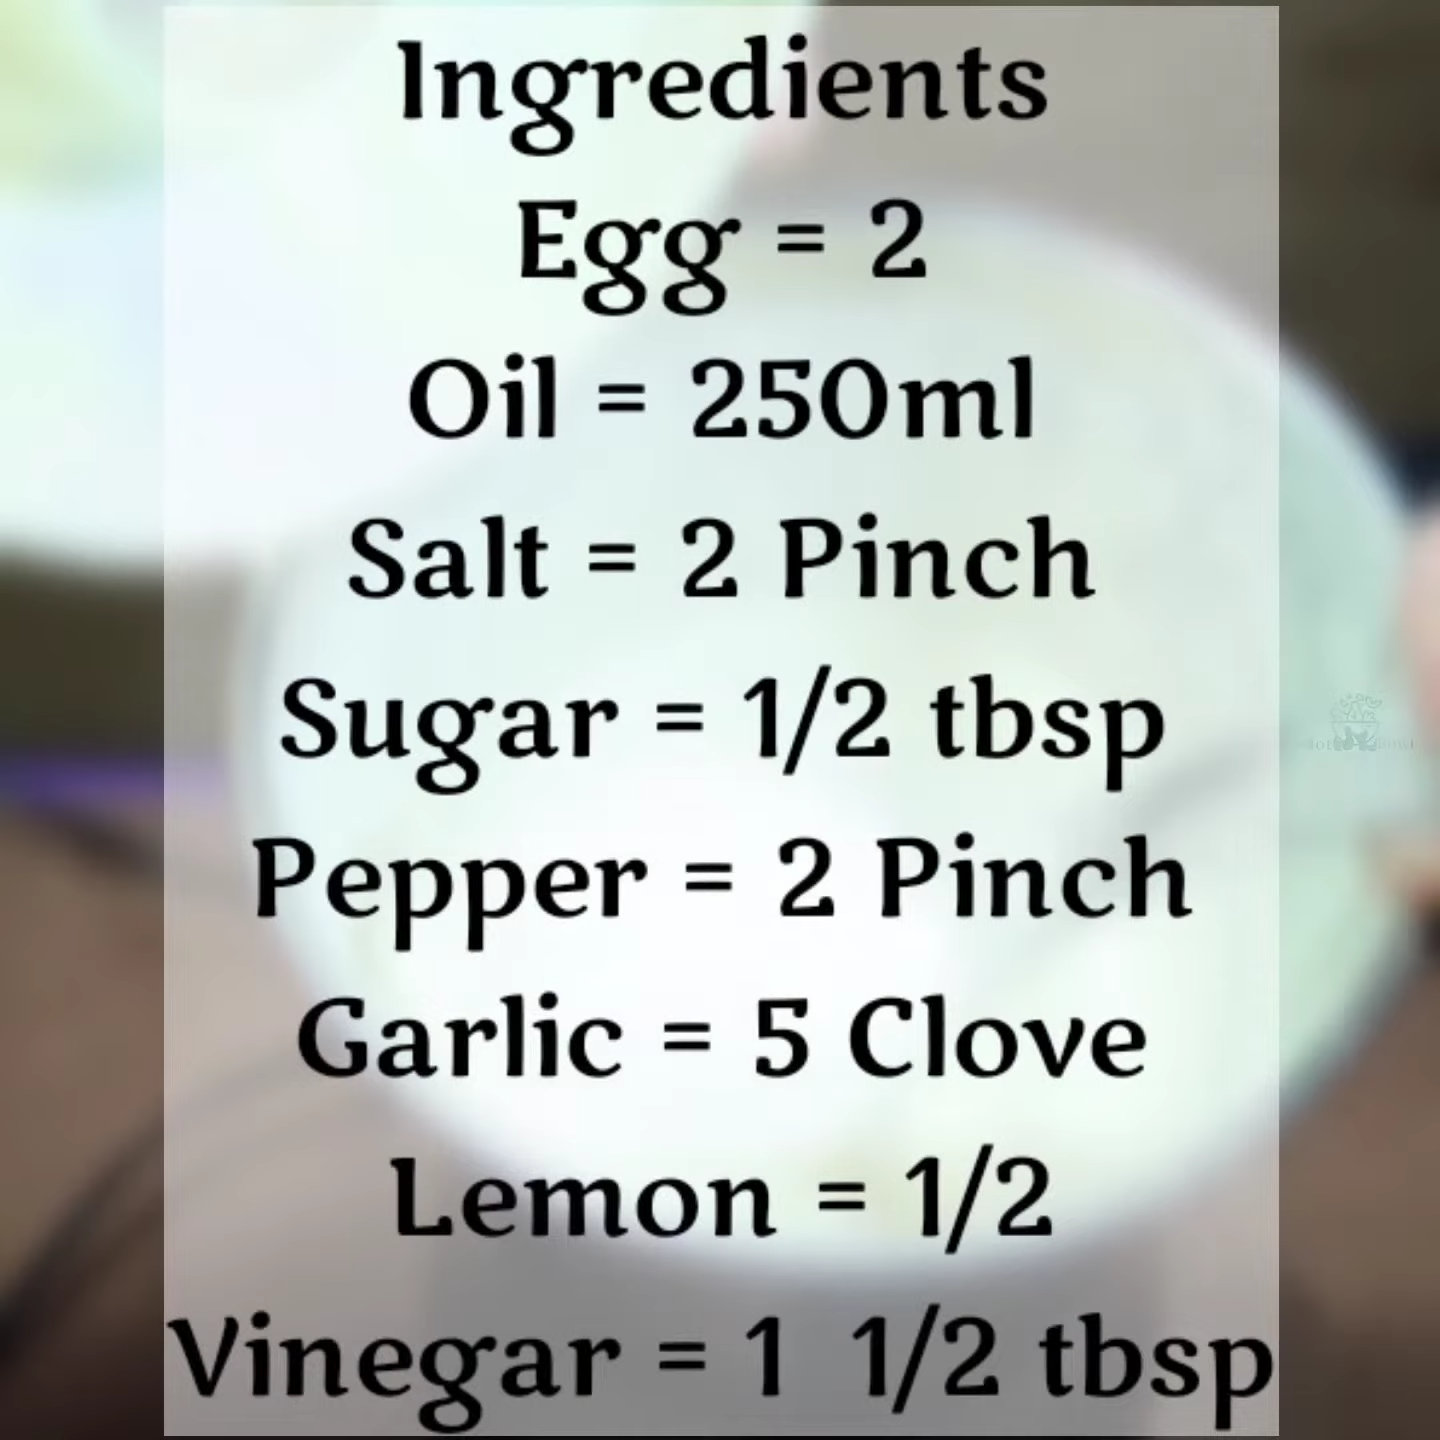 Ingredients
Egg = 2
Oil = 250ml
Salt = 2 Pinch
Sugar = 1/2 tbsp
Pepper = 2 Pinch
Garlic = 5 Clove
Lemon = 1/2
Vinegar = 1 1/2 tbsp